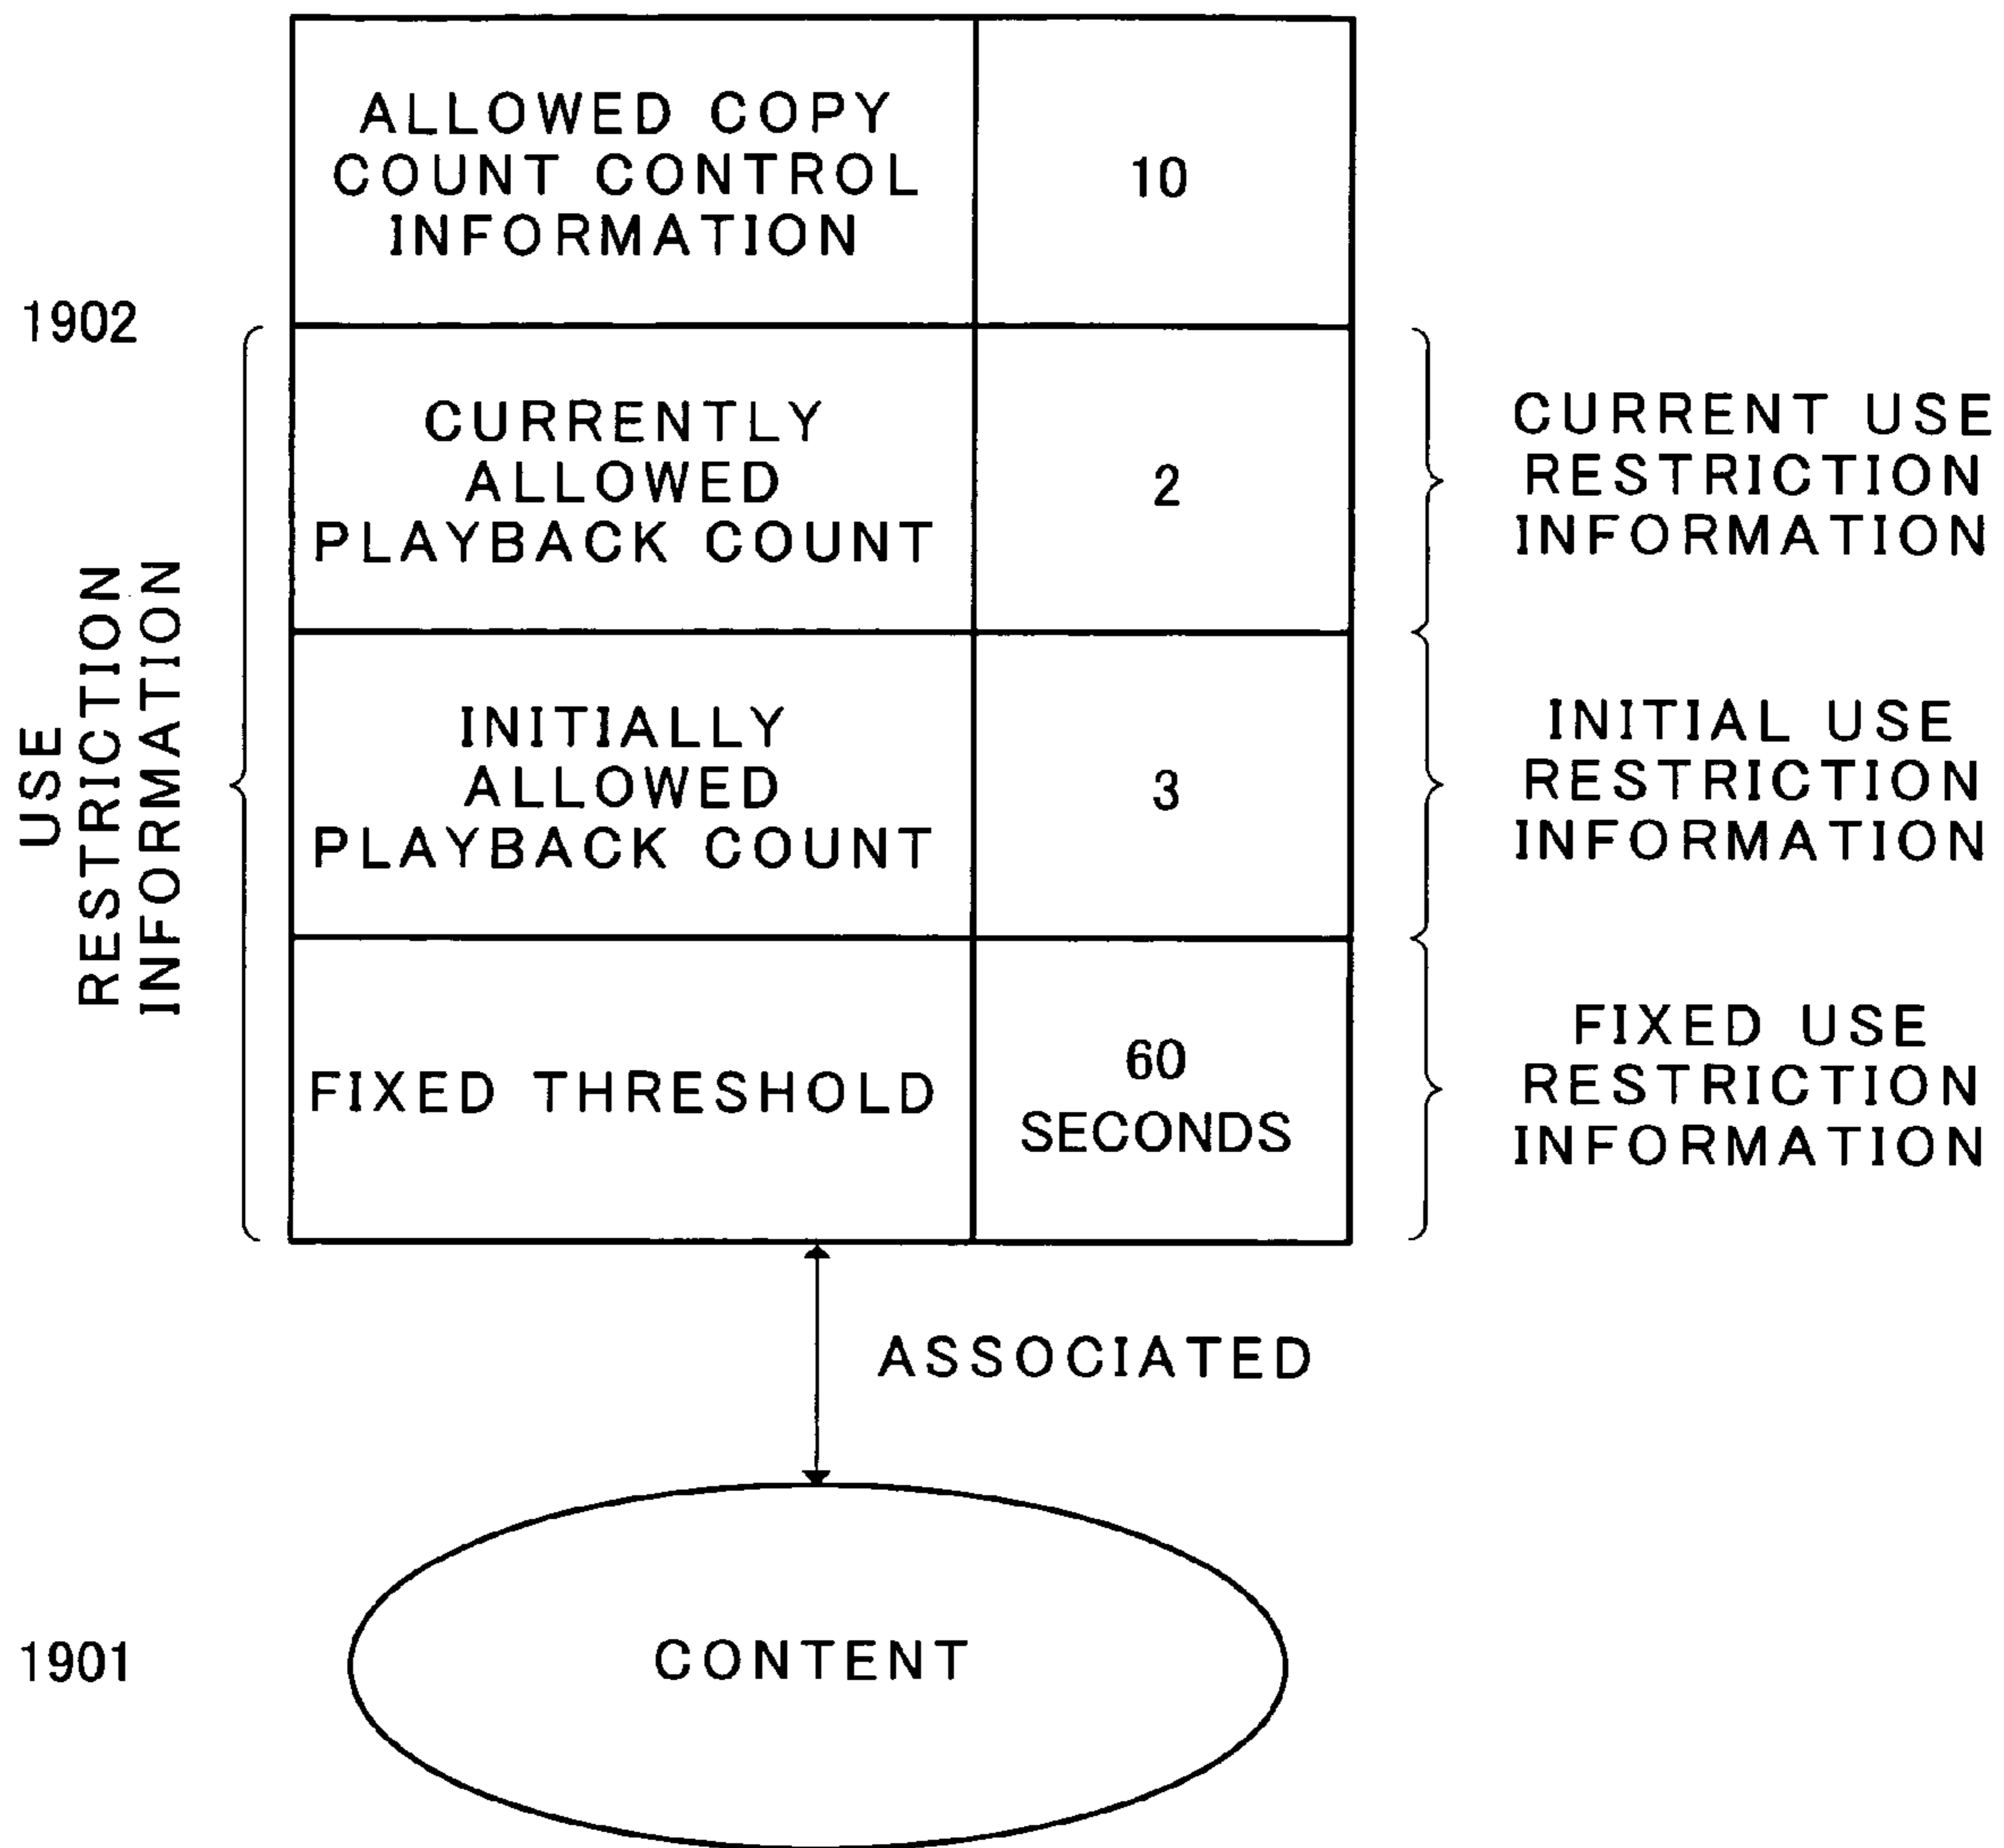 ALLOWED COPY
COUNT CONTROL
INFORMATION
10
1902
USE
RESTRICTION
INFORMATION
CURRENTLY
ALLOWED
PLAYBACK COUNT
2
CURRENT USE
RESTRICTION
INFORMATION
INITIALLY
ALLOWED
PLAYBACK COUNT
3
INITIAL USE
RESTRICTION
INFORMATION
FIXED THRESHOLD
60
SECONDS
FIXED USE
RESTRICTION
INFORMATION
ASSOCIATED
1901
CONTENT